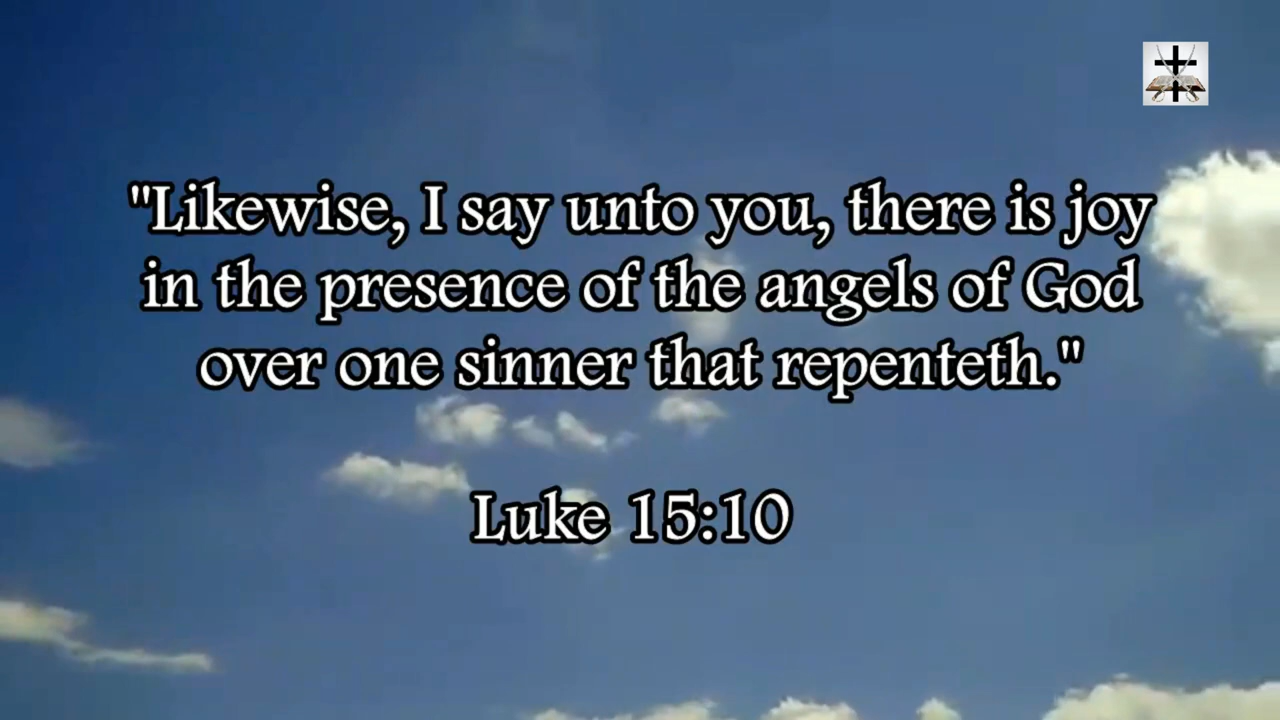 "Likewise, I say unto you, there is joy
in the presence of the angels of God
over one sinner that repenteth."
Luke 15:10